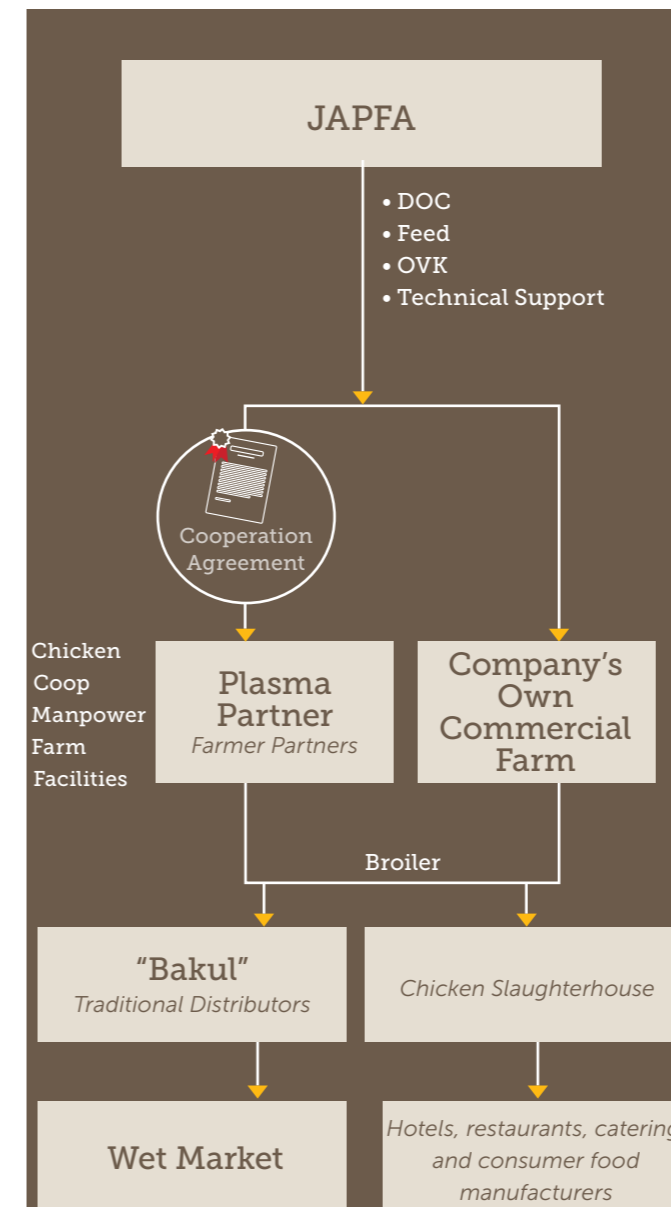 JAPFA
• DOC
• Feed
• OVK
• Technical Support
Cooperation
Agreement
Chicken
Coop
Manpower
Farm
Facilities
Plasma
Partner
Farmer Partners
Company’s
Own
Commercial
Farm
Broiler
“Bakul”
Traditional Distributors
Chicken Slaughterhouse
Wet Market
Hotels, restaurants, catering
and consumer food
manufacturers